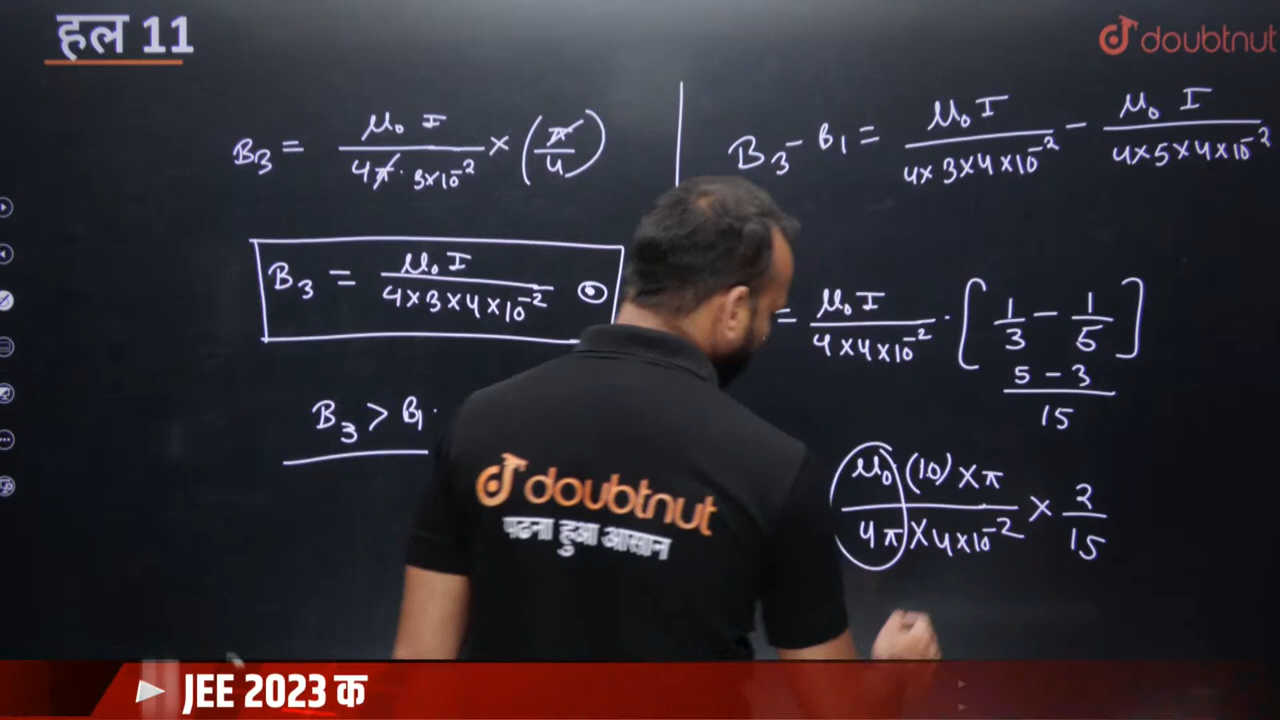 हल 11
doubtnut
B₃ = μ₀ I / 4π · 3×10⁻² × (π/4)
B₃ = μ₀ I / 4×3×4×10⁻² ⊙
B₃ > B₁ ·
B₃ - B₁ = μ₀ I / 4×3×4×10⁻² - μ₀ I / 4×5×4×10⁻²
= μ₀ I / 4×4×10⁻² · [1/3 - 1/5]
5 - 3 / 15
μ₀ (10) × π / 4π × 4×10⁻² × 2/15
doubtnut
पढना हुआ आसान
JEE 2023 क